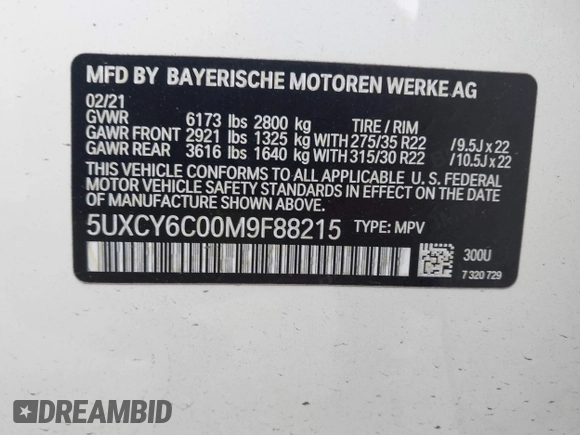 MFD BY BAYERISCHE MOTOREN WERKE AG
02/21
GVWR 6173 lbs 2800 kg TIRE / RIM
GAWR FRONT 2921 lbs 1325 kg WITH 275/35 R22 /9.5J x 22
GAWR REAR 3616 lbs 1640 kg WITH 315/30 R22 /10.5J x 22
THIS VEHICLE CONFORMS TO ALL APPLICABLE U.S. FEDERAL
MOTOR VEHICLE SAFETY STANDARDS IN EFFECT ON THE DATE OF
MANUFACTURE SHOWN ABOVE.
5UXCY6C00M9F88215 TYPE: MPV
300U
7 320 729
DREAMBID